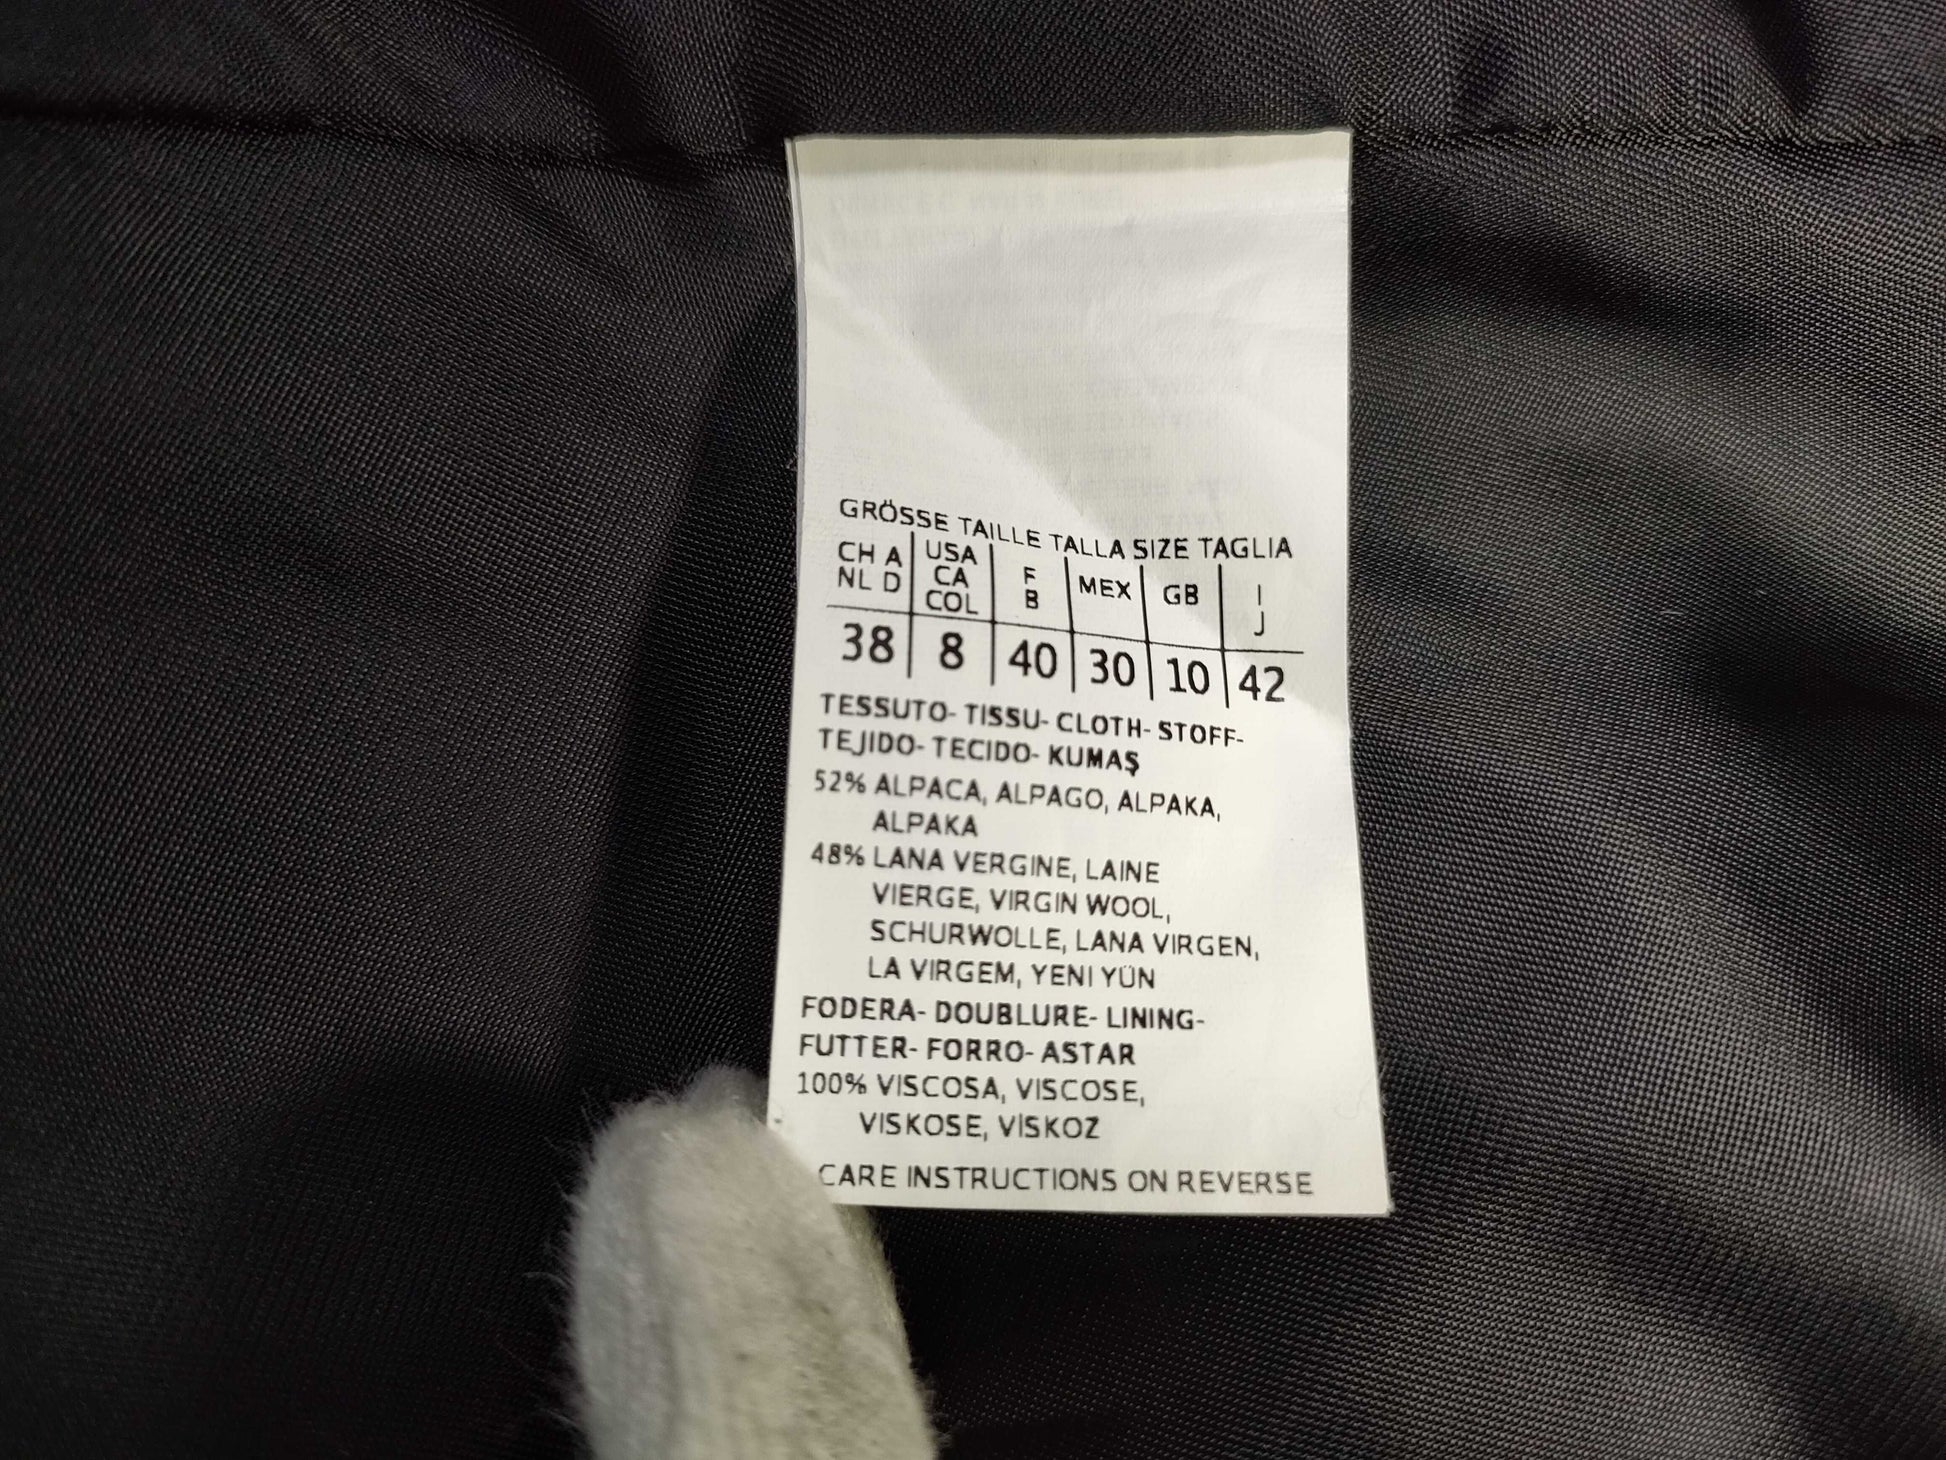 GRÖSSE TAILLE TALLA SIZE TAGLIA
CH A USA F MEX GB I
NL D CA B J
COL
38 8 40 30 10 42
TESSUTO- TISSU- CLOTH- STOFF-
TEJIDO- TECIDO- KUMAŞ
52% ALPACA, ALPAGO, ALPAKA,
ALPAKA
48% LANA VERGINE, LAINE
VIERGE, VIRGIN WOOL,
SCHURWOLLE, LANA VIRGEN,
LA VIRGEM, YENI YÜN
FODERA- DOUBLURE- LINING-
FUTTER- FORRO- ASTAR
100% VISCOSA, VISCOSE,
VISKOSE, VİSKOZ
CARE INSTRUCTIONS ON REVERSE